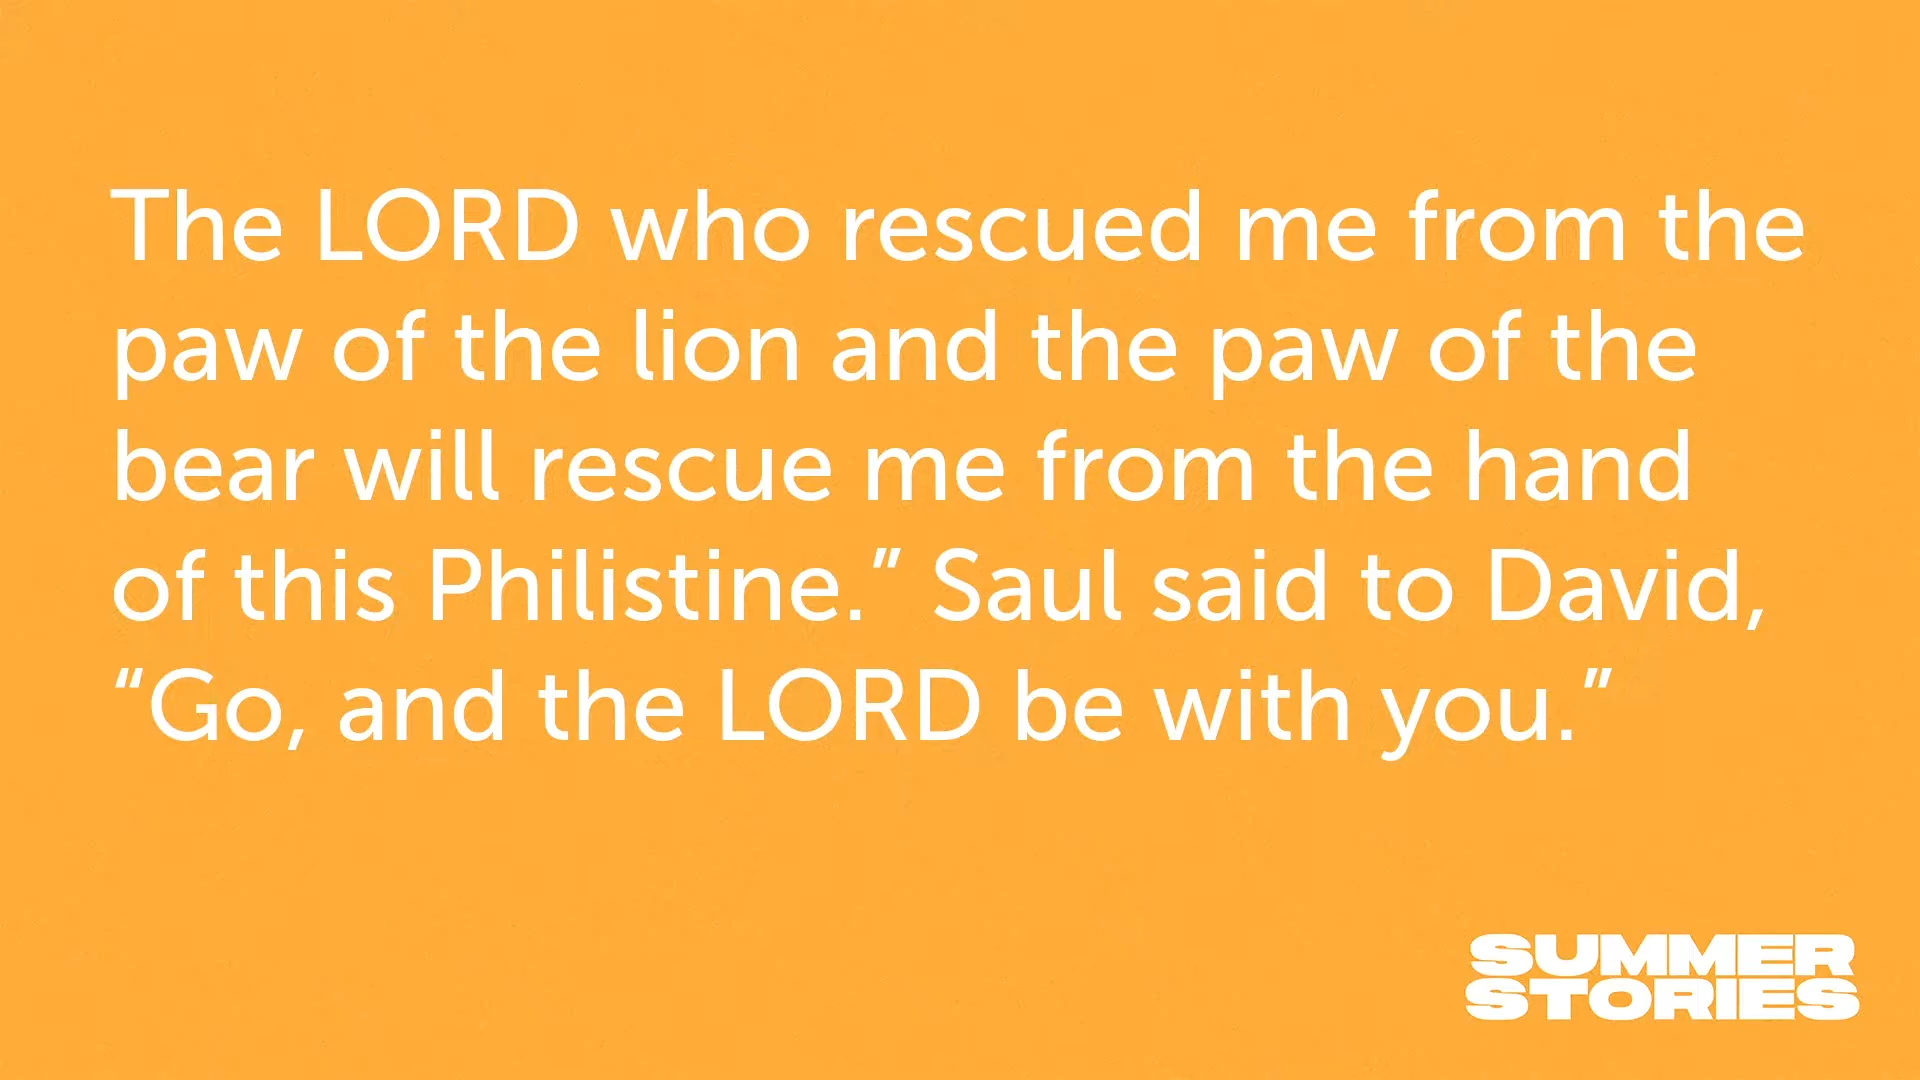 The LORD who rescued me from the
paw of the lion and the paw of the
bear will rescue me from the hand
of this Philistine.” Saul said to David,
“Go, and the LORD be with you.”
SUMMER
STORIES